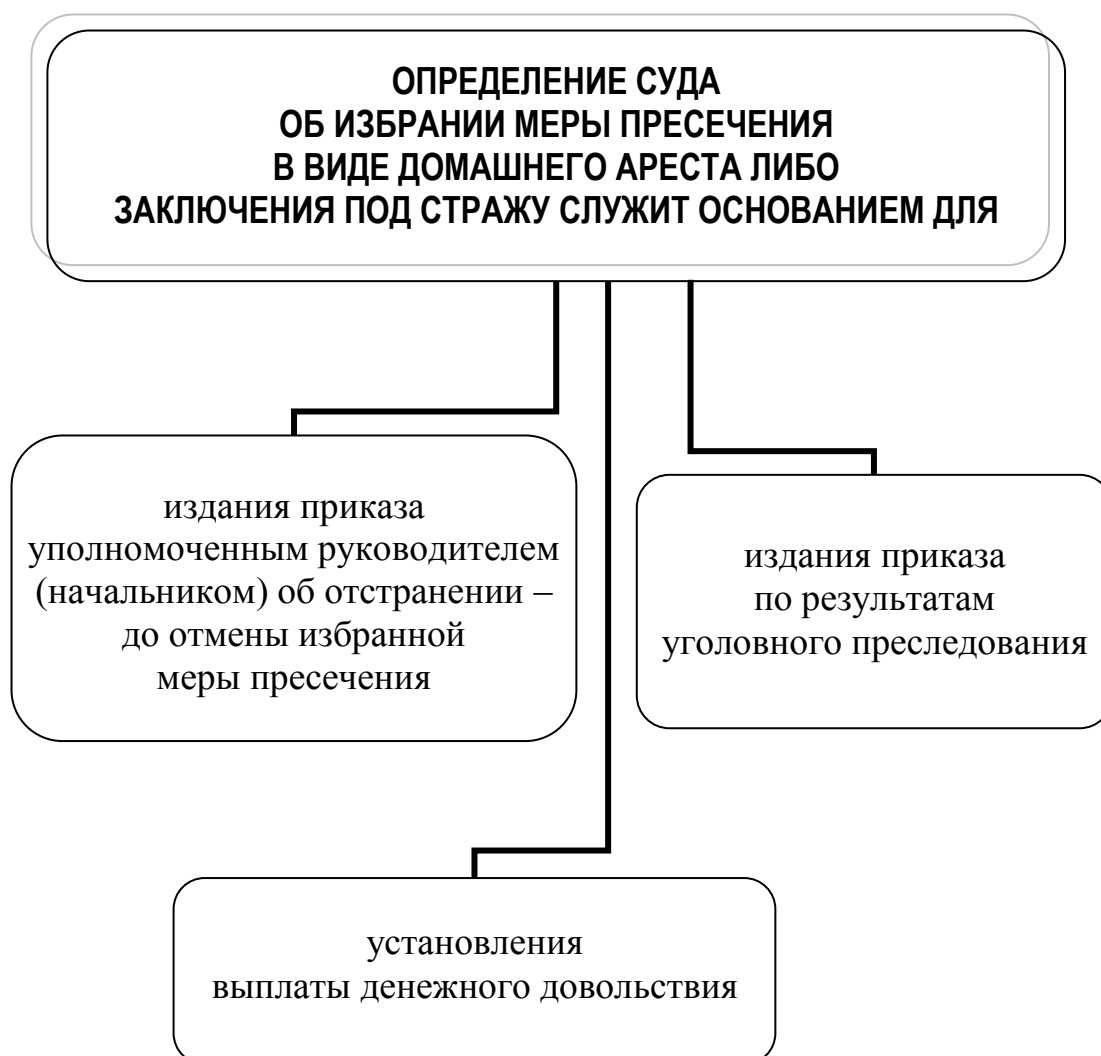 ОПРЕДЕЛЕНИЕ СУДА
ОБ ИЗБРАНИИ МЕРЫ ПРЕСЕЧЕНИЯ
В ВИДЕ ДОМАШНЕГО АРЕСТА ЛИБО
ЗАКЛЮЧЕНИЯ ПОД СТРАЖУ СЛУЖИТ ОСНОВАНИЕМ ДЛЯ
издания приказа
уполномоченным руководителем
(начальником) об отстранении –
до отмены избранной
меры пресечения
издания приказа
по результатам
уголовного преследования
установления
выплаты денежного довольствия